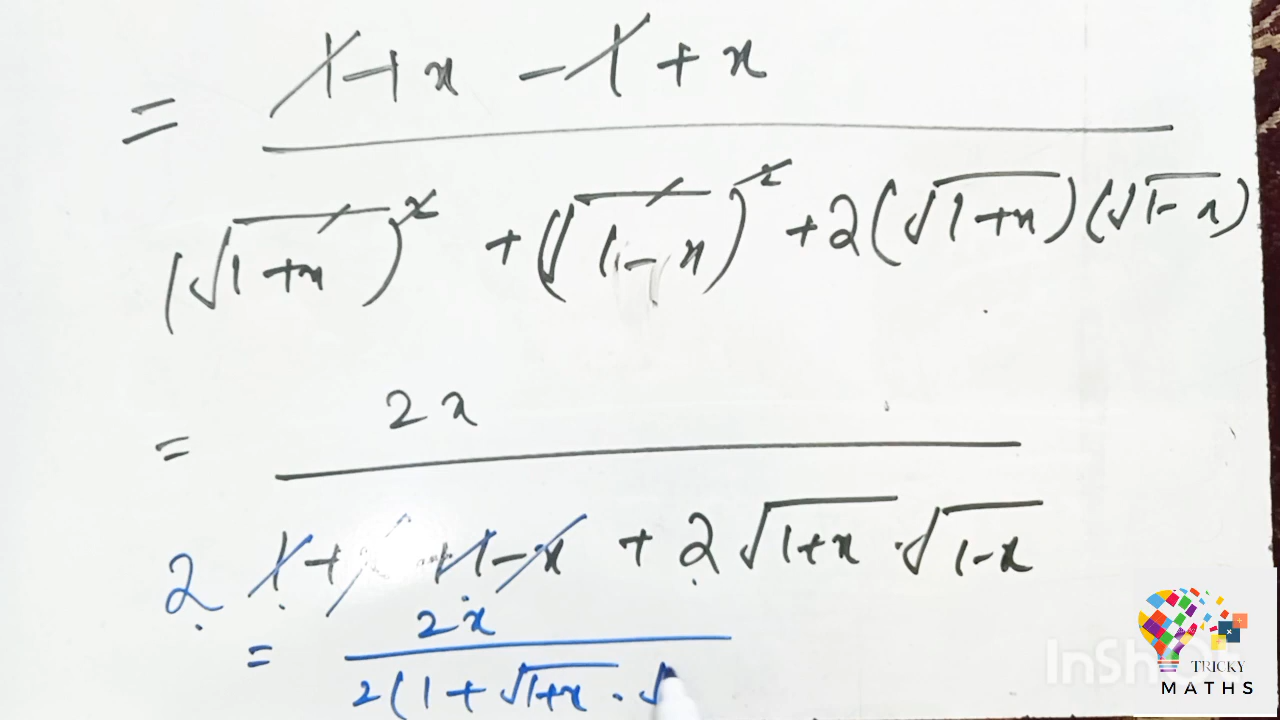 = 1 + x - 1 + x
(√1+x)² + (√1-x)² + 2(√1+x)(√1-x)
= 2x
2 1 + x + 1 - x + 2√1+x . √1-x
= 2x
2(1 + √1+x . √
InShOt
TRICKY
MATHS